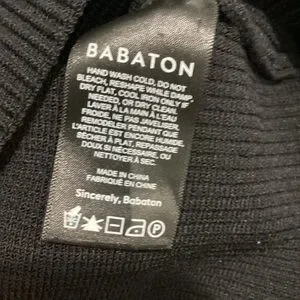 BABATON
HAND WASH COLD. DO NOT
BLEACH, RESHAPE WHILE DAMP,
DRY FLAT, COOL IRON ONLY IF
NEEDED, OR DRY CLEAN.
LAVER À LA MAIN À L'EAU
FROIDE. NE PAS JAVELISER.
REMODELER PENDANT QUE
L'ARTICLE EST ENCORE HUMIDE,
SÉCHER À PLAT, REPASSAGE
DOUX SI NÉCESSAIRE, OU
NETTOYER À SEC.
MADE IN CHINA
FABRIQUÉ EN CHINE
Sincerely, Babaton
P